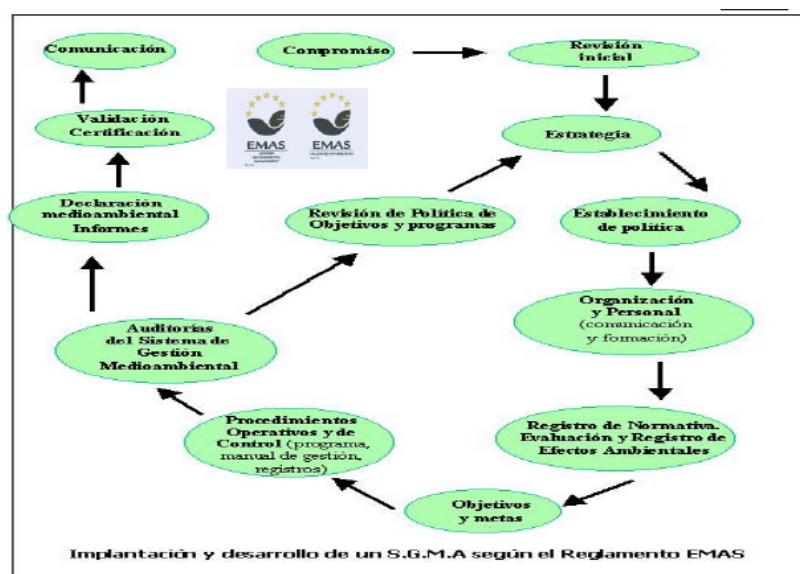 Comunicación
Compromiso
Revisión
inicial
Estrategia
Validación
Certificación
EMAS
EMAS
Declaración
medioambiental
Informes
Revisión de Política de
Objetivos y programas
Establecimiento
de política
Organización
y Personal
(comunicación
y formación)
Auditorías
del Sistema de
Gestión
Medioambiental
Procedimientos
Operativos y de
Control (programa,
manual de gestión,
registros)
Registro de Normativa.
Evaluación y Registro de
Efectos Ambientales
Objetivos
y metas
Implantación y desarrollo de un S.G.M.A según el Reglamento EMAS